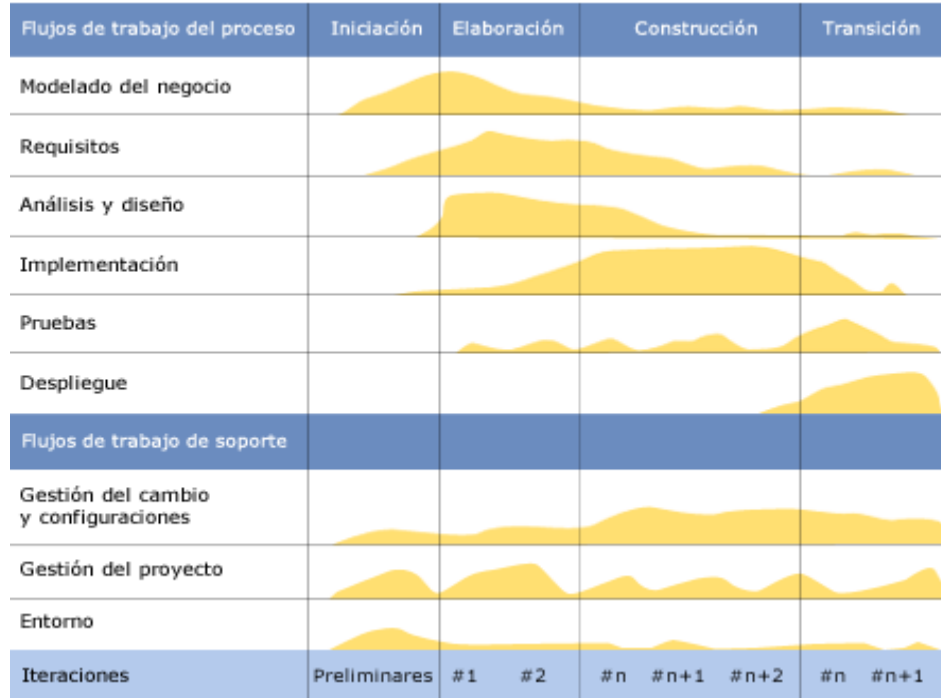 Flujos de trabajo del proceso Iniciación Elaboración Construcción Transición
Modelado del negocio
Requisitos
Análisis y diseño
Implementación
Pruebas
Despliegue
Flujos de trabajo de soporte
Gestión del cambio
y configuraciones
Gestión del proyecto
Entorno
Iteraciones Preliminares #1 #2 #n #n+1 #n+2 #n #n+1